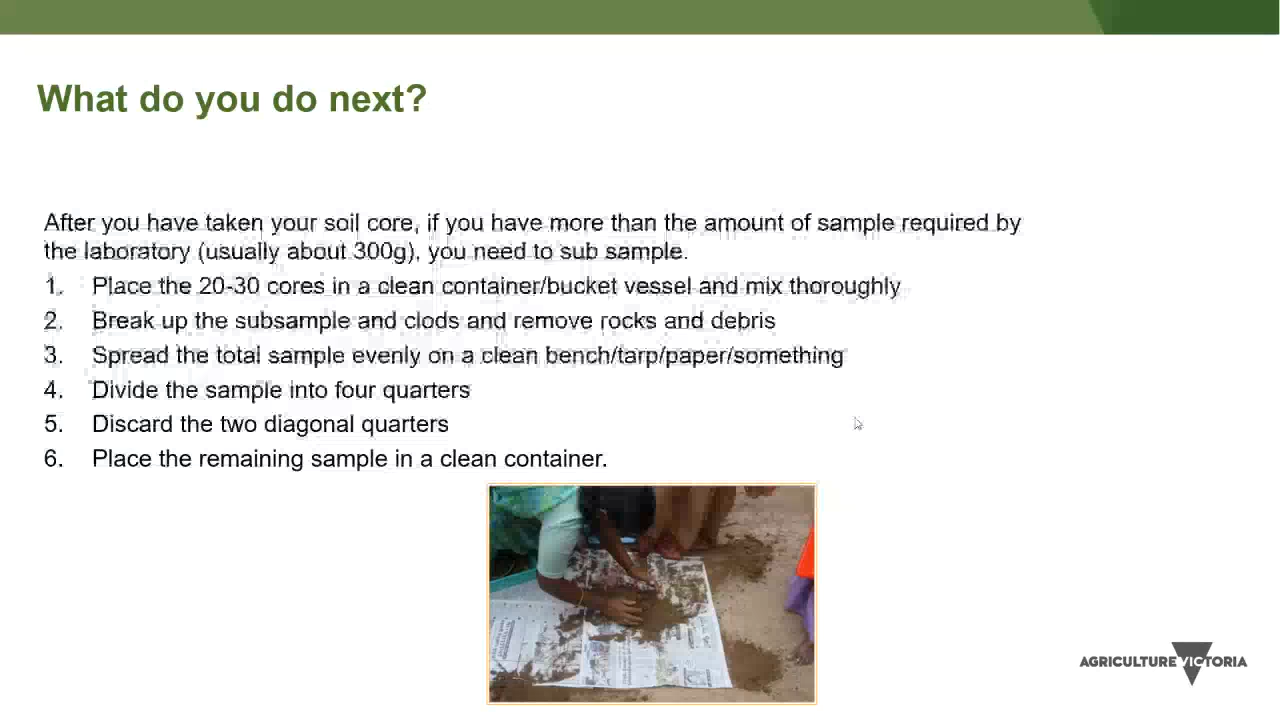 What do you do next?
After you have taken your soil core, if you have more than the amount of sample required by
the laboratory (usually about 300g), you need to sub sample.
1. Place the 20-30 cores in a clean container/bucket vessel and mix thoroughly
2. Break up the subsample and clods and remove rocks and debris
3. Spread the total sample evenly on a clean bench/tarp/paper/something
4. Divide the sample into four quarters
5. Discard the two diagonal quarters
6. Place the remaining sample in a clean container.
AGRICULTURE VICTORIA